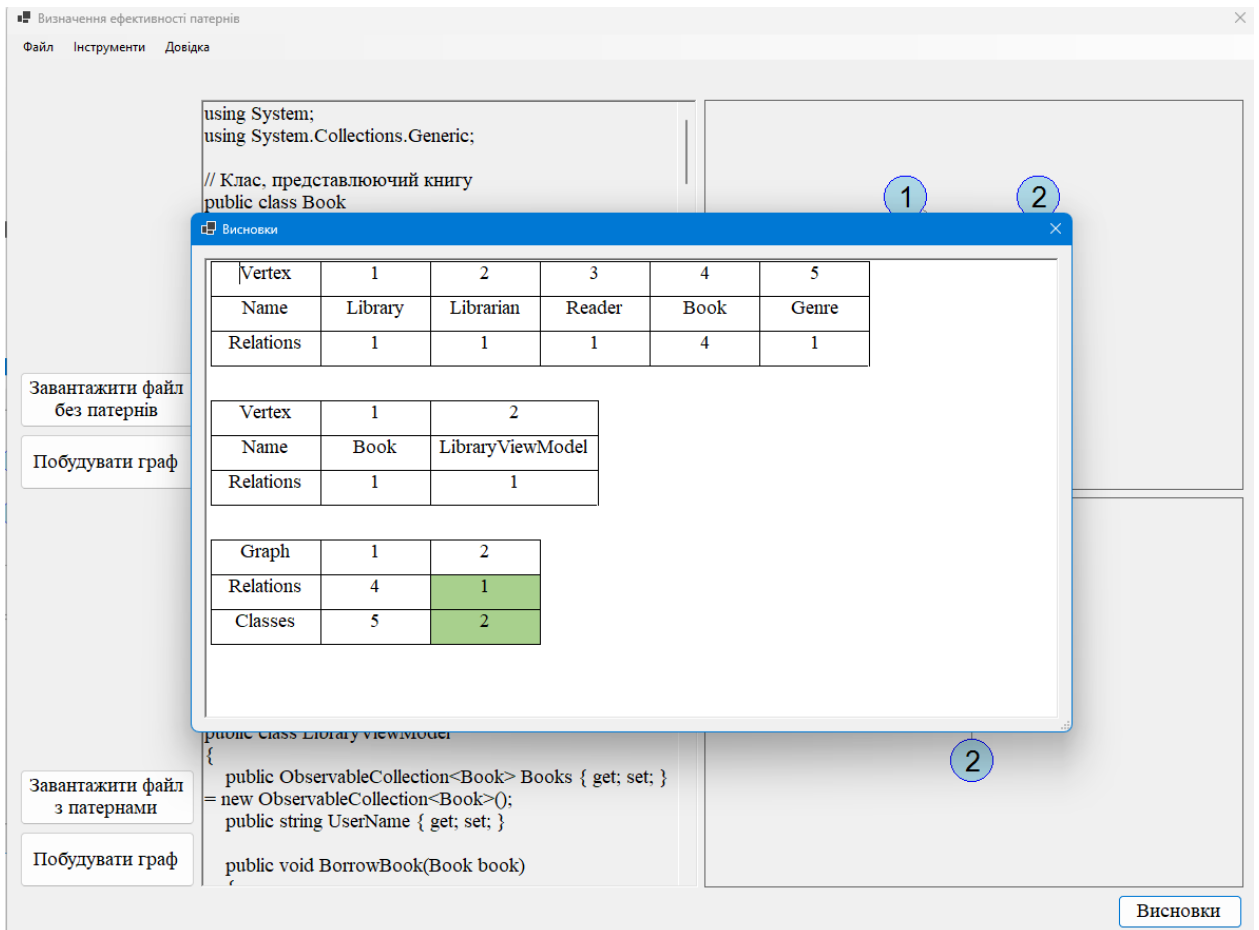 Визначення ефективності патернів
Файл Інструменти Довідка
using System;
using System.Collections.Generic;
// Клас, представлюючий книгу
public class Book
1 2
Висновки
Vertex 1 2 3 4 5
Name Library Librarian Reader Book Genre
Relations 1 1 1 4 1
Завантажити файл
без патернів
Побудувати граф
Vertex 1 2
Name Book LibraryViewModel
Relations 1 1
Graph 1 2
Relations 4 1
Classes 5 2
public class LibraryViewModel
{
public ObservableCollection<Book> Books { get; set; }
= new ObservableCollection<Book>();
public string UserName { get; set; }
public void BorrowBook(Book book)
{
2
Завантажити файл
з патернами
Побудувати граф
Висновки